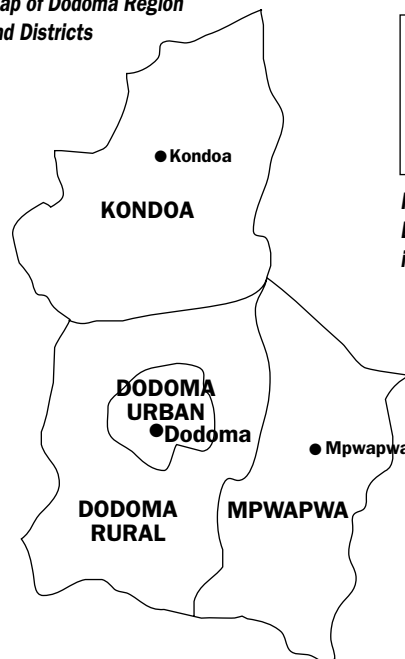 ap of Dodoma Region
nd Districts
Kondoa
KONDOA
DODOMA
URBAN
Dodoma
Mpwapwa
DODOMA
RURAL
MPWAPWA